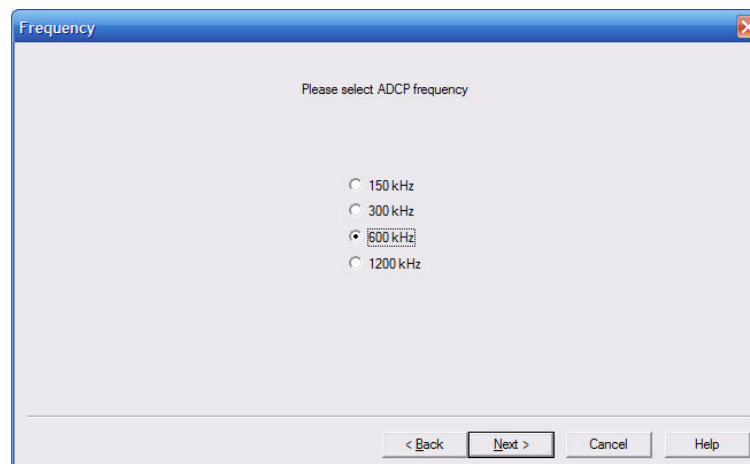 Frequency
Please select ADCP frequency
150 kHz
300 kHz
600 kHz
1200 kHz
< Back Next > Cancel Help